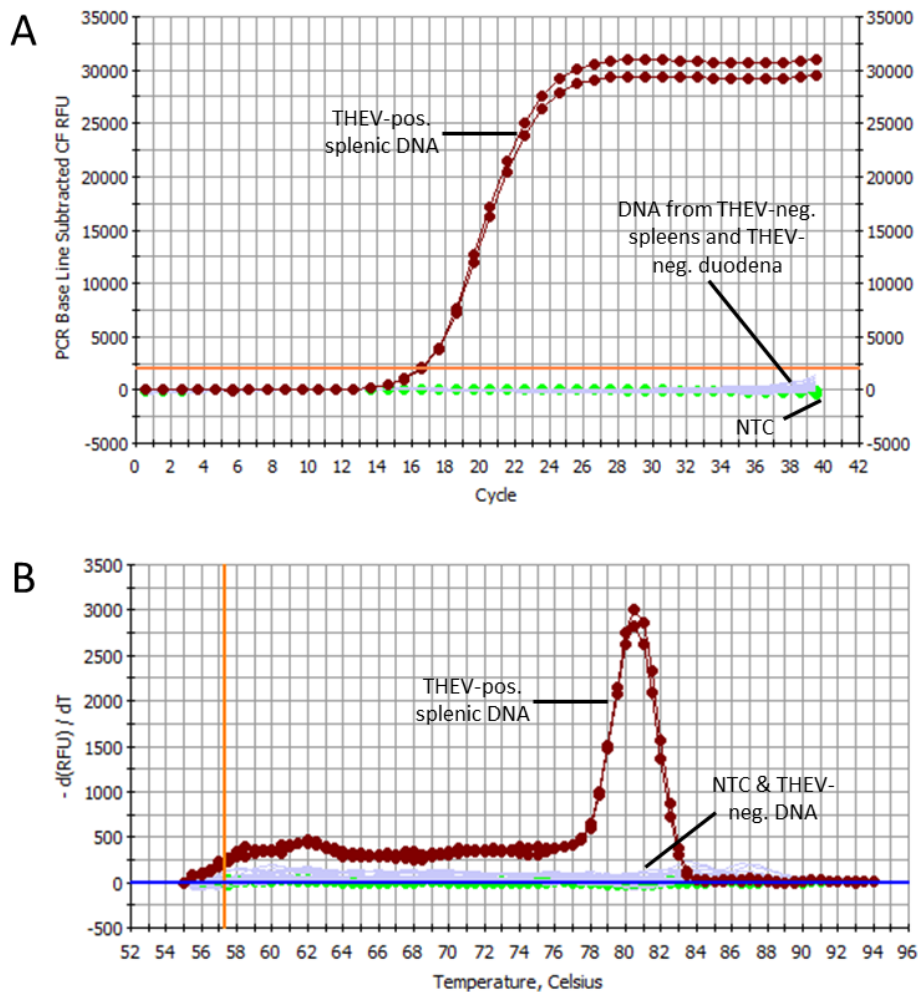 A
35000
30000
25000
20000
15000
10000
5000
0
-5000
PCR Base Line Subtracted CF RFU
THEV-pos.
splenic DNA
DNA from THEV-neg.
spleens and THEV-
neg. duodena
NTC
35000
30000
25000
20000
15000
10000
5000
0
-5000
0 2 4 6 8 10 12 14 16 18 20 22 24 26 28 30 32 34 36 38 40 42
Cycle
B
3500
3000
2500
2000
1500
1000
500
0
-500
- d(RFU) / dT
THEV-pos.
splenic DNA
NTC & THEV-
neg. DNA
52 54 56 58 60 62 64 66 68 70 72 74 76 78 80 82 84 86 88 90 92 94 96
Temperature, Celsius